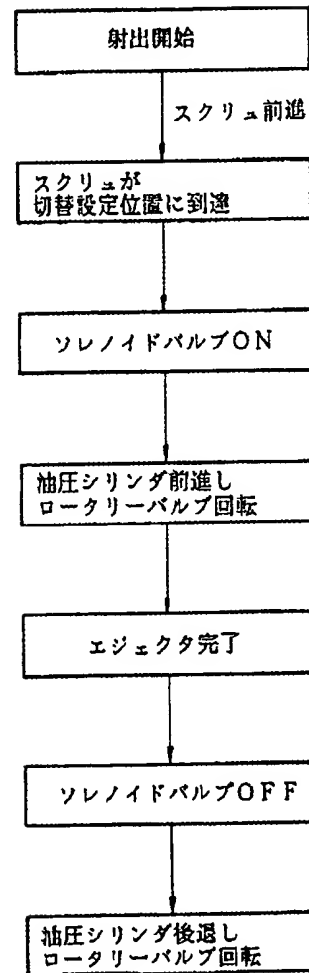 射出開始
スクリュ前進
スクリュが
切替設定位置に到達
ソレノイドバルブON
油圧シリンダ前進し
ロータリーバルブ回転
エジェクタ完了
ソレノイドバルブOFF
油圧シリンダ後退し
ロータリーバルブ回転